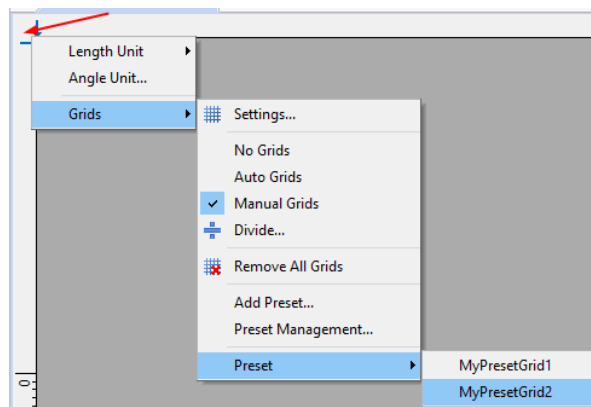 Length Unit
Angle Unit...
Grids
Settings...
No Grids
Auto Grids
Manual Grids
Divide...
Remove All Grids
Add Preset...
Preset Management...
Preset
MyPresetGrid1
MyPresetGrid2
0